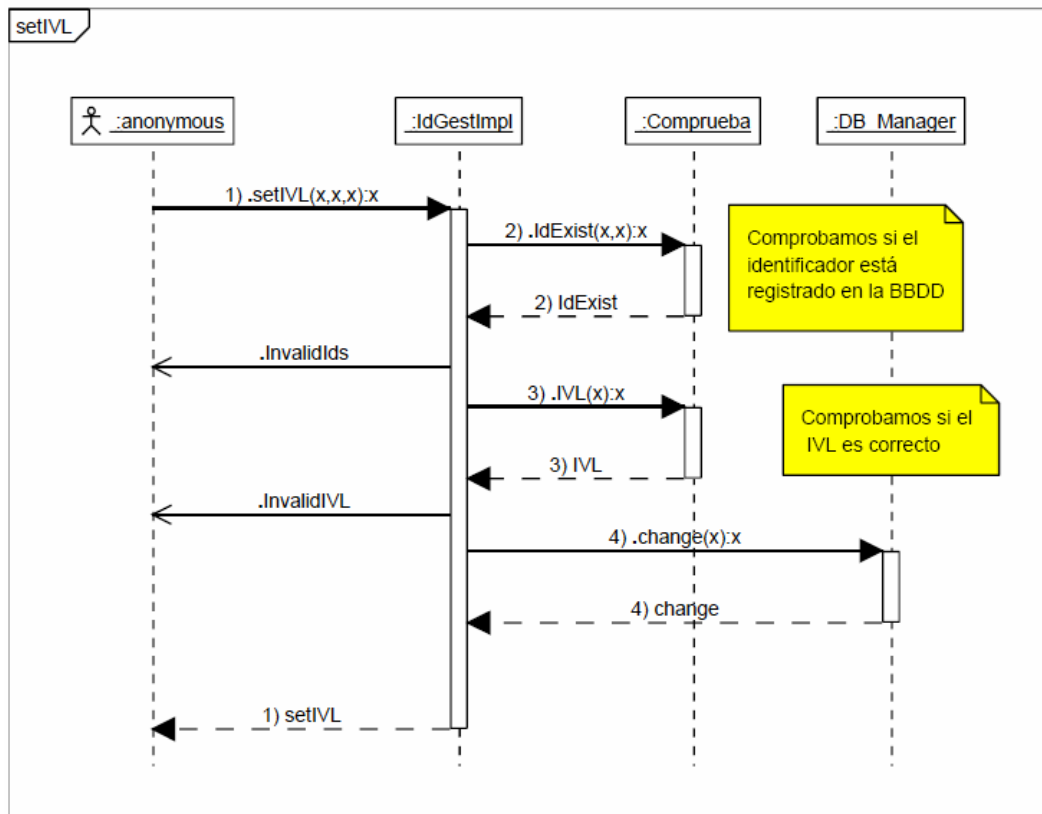 setIVL
:anonymous
:IdGestImpl
:Comprueba
:DB_Manager
1) .setIVL(x,x,x):x
2) .IdExist(x,x):x
Comprobamos si el
identificador está
registrado en la BBDD
2) IdExist
.InvalidIds
3) .IVL(x):x
Comprobamos si el
IVL es correcto
3) IVL
.InvalidIVL
4) .change(x):x
4) change
1) setIVL